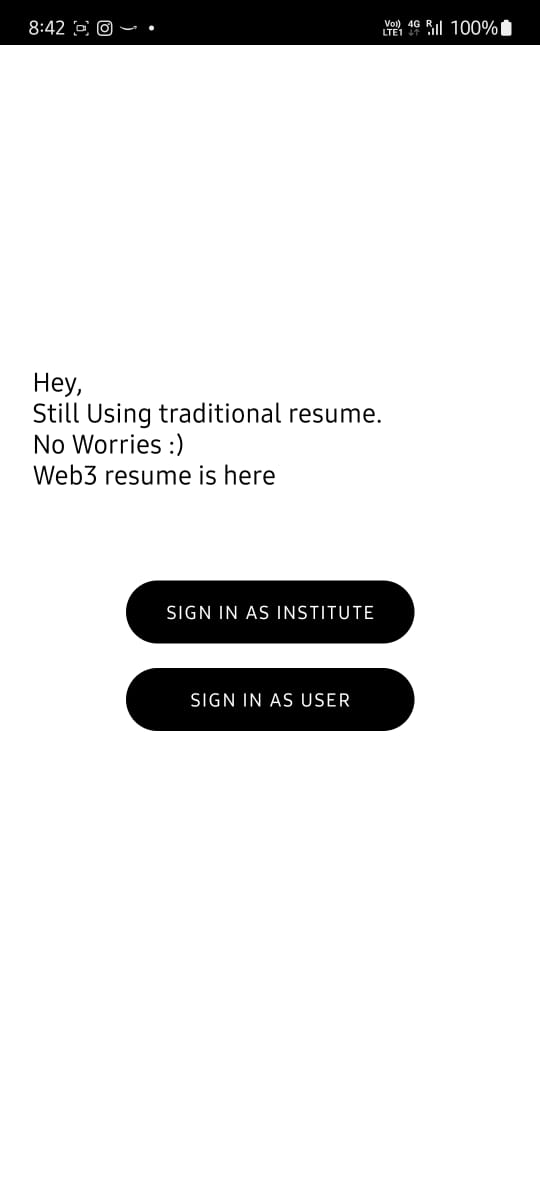 8:42
Vo) 4G R 100%
LTE1
Hey,
Still Using traditional resume.
No Worries :)
Web3 resume is here
SIGN IN AS INSTITUTE
SIGN IN AS USER